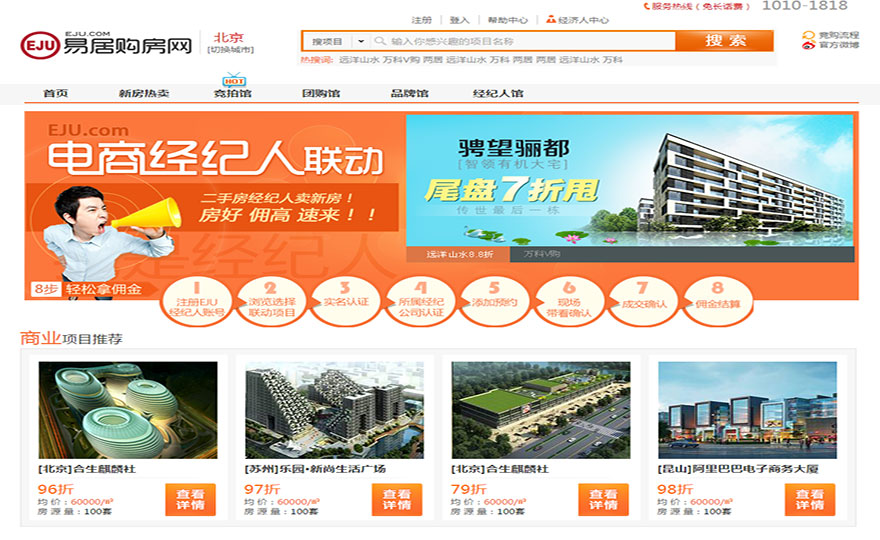 服务热线（免长话费） 1010-1818
注册 登入 帮助中心 经济人中心
EJU EJU.COM
易居购房网
北京
[切换城市]
搜项目 输入你想兴趣的项目名称 搜索
竞购流程
官方微博
热搜词: 远洋山水 万科V购 两居 远洋山水 万科 两居 两居 远洋山水 万科
HOT
首页 新房热卖 竞拍馆 团购馆 品牌馆 经纪人馆
EJU.com
电商经纪人联动
二手房经纪人卖新房！
房好 佣高 速来！！
骋望骊都
[智领有机大宅]
尾盘7折甩
传世最后一栋
远洋山水8.8折 万科V购
8步 轻松拿佣金
1 注册EJU
经纪人账号
2 浏览选择
联动项目
3 实名认证
4 所属经纪
公司认证
5 添加预约
6 现场
带看确认
7 成交确认
8 佣金结算
商业项目推荐
[北京]合生麒麟社
96折
均价：60000/㎡
房源量：100套
查看
详情
[苏州]乐园·新尚生活广场
97折
均价：60000/㎡
房源量：100套
查看
详情
[北京]合生麒麟社
79折
均价：60000/㎡
房源量：100套
查看
详情
[昆山]阿里巴巴电子商务大厦
98折
均价：60000/㎡
房源量：100套
查看
详情